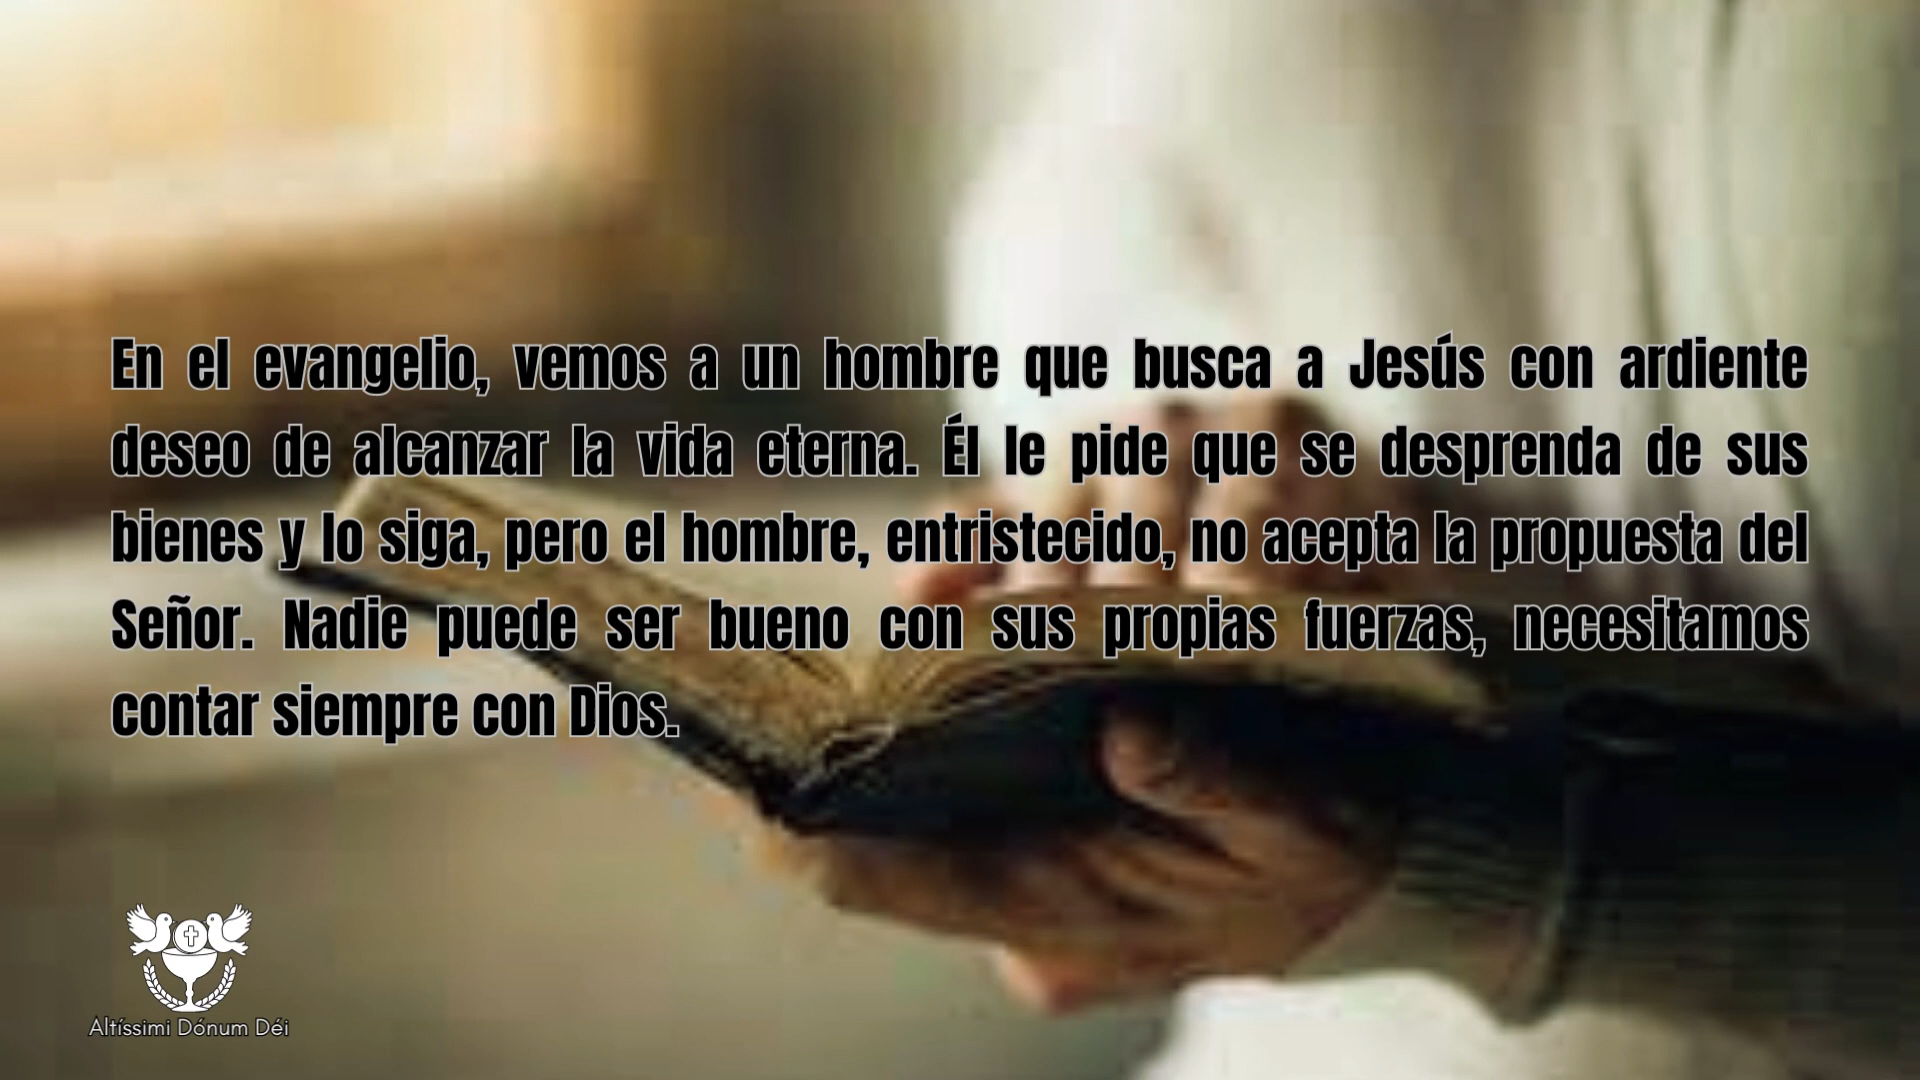 En el evangelio, vemos a un hombre que busca a Jesús con ardiente
deseo de alcanzar la vida eterna. Él le pide que se desprenda de sus
bienes y lo siga, pero el hombre, entristecido, no acepta la propuesta del
Señor. Nadie puede ser bueno con sus propias fuerzas, necesitamos
contar siempre con Dios.
Altíssimi Dónum Déi